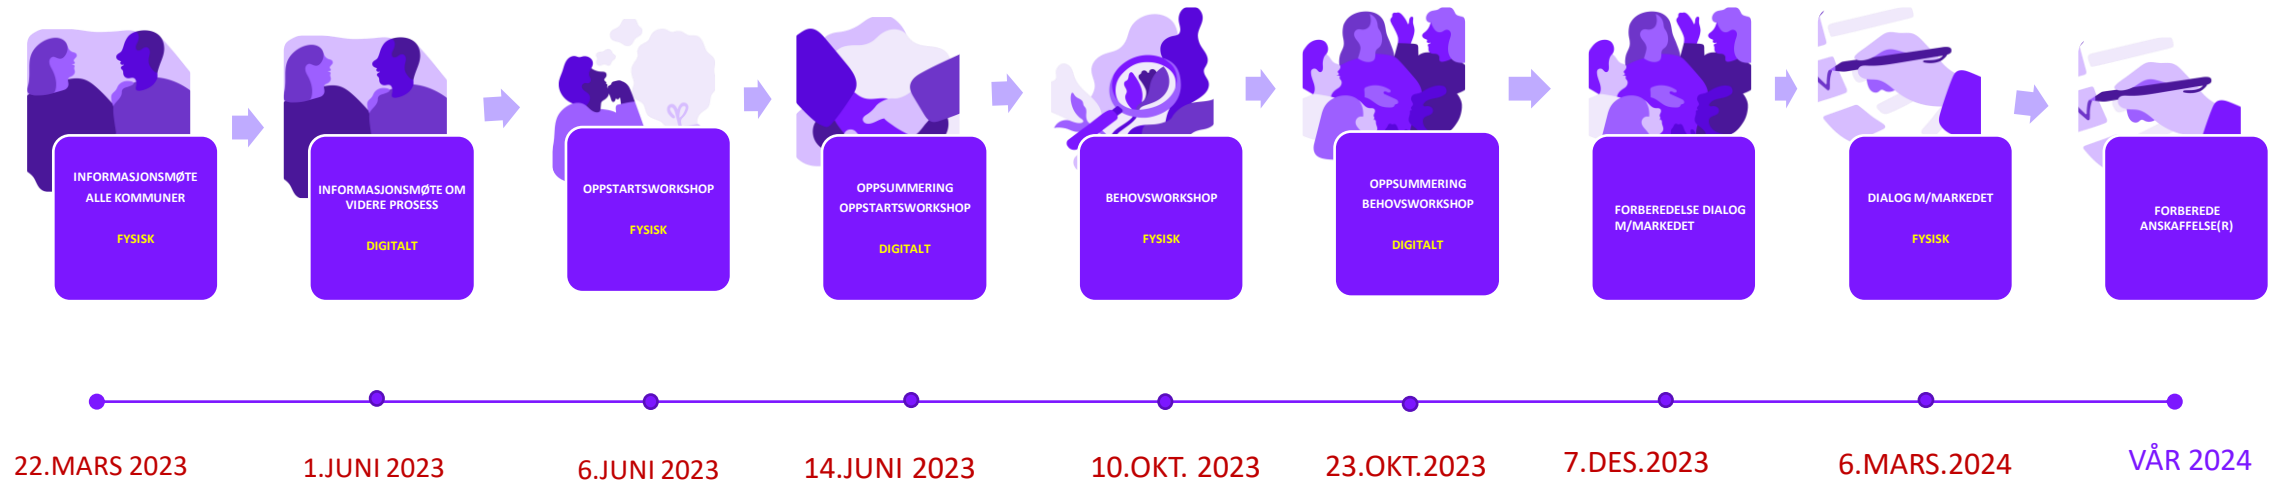 INFORMASJONSMØTE
ALLE KOMMUNER
FYSISK
INFORMASJONSMØTE OM
VIDERE PROSESS
DIGITALT
OPPSTARTSWORKSHOP
FYSISK
OPPSUMMERING
OPPSTARTSWORKSHOP
DIGITALT
BEHOVSWORKSHOP
FYSISK
OPPSUMMERING
BEHOVSWORKSHOP
DIGITALT
FORBEREDELSE DIALOG
M/MARKEDET
DIALOG M/MARKEDET
FYSISK
FORBEREDE
ANSKAFFELSE(R)
22.MARS 2023
1.JUNI 2023
6.JUNI 2023
14.JUNI 2023
10.OKT. 2023
23.OKT.2023
7.DES.2023
6.MARS.2024
VÅR 2024